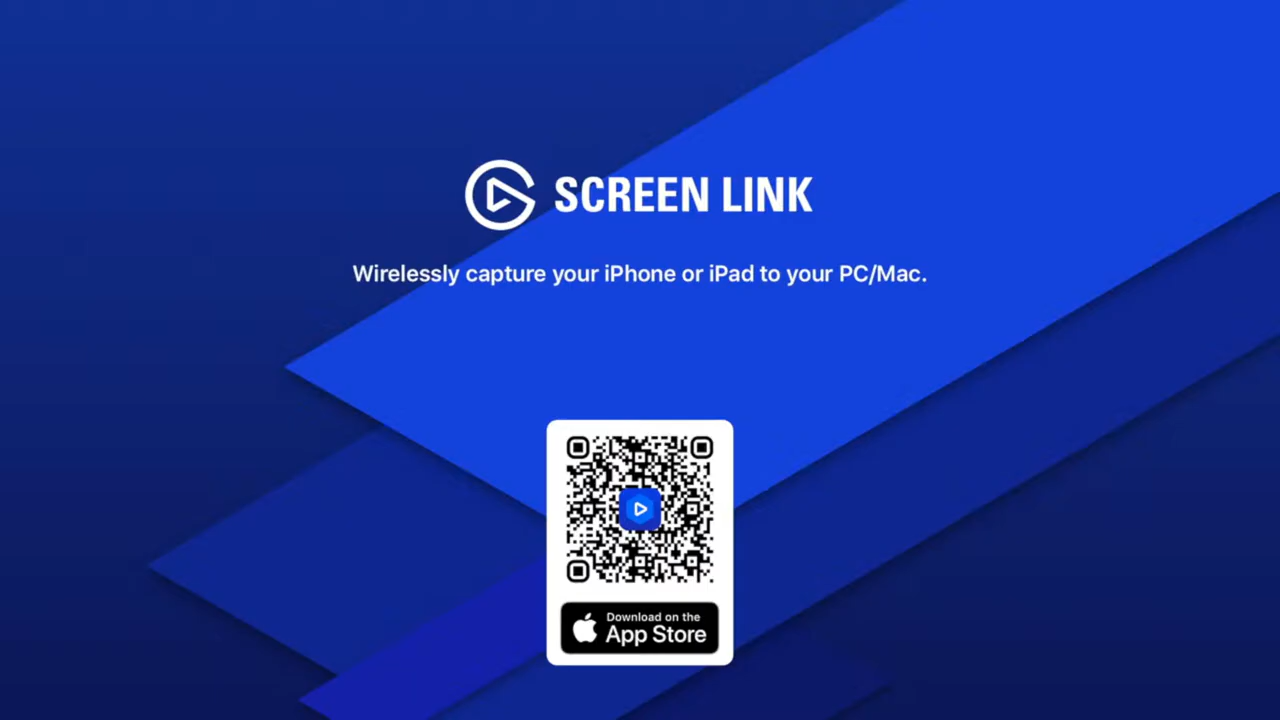 SCREEN LINK
Wirelessly capture your iPhone or iPad to your PC/Mac.
Download on the
App Store